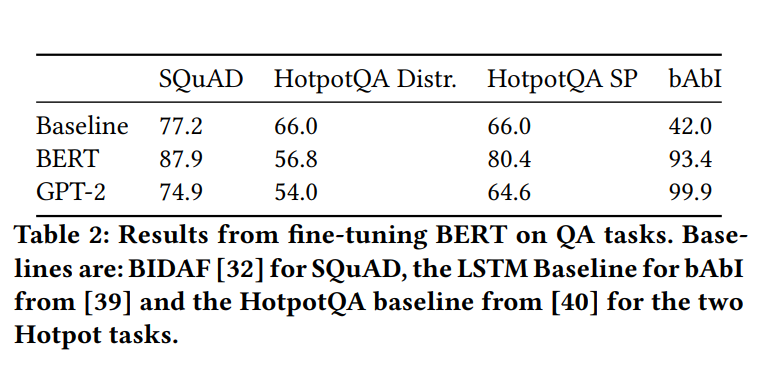 SQuAD HotpotQA Distr. HotpotQA SP bAbI
Baseline 77.2 66.0 66.0 42.0
BERT 87.9 56.8 80.4 93.4
GPT-2 74.9 54.0 64.6 99.9
Table 2: Results from fine-tuning BERT on QA tasks. Base-
lines are: BIDAF [32] for SQuAD, the LSTM Baseline for bAbI
from [39] and the HotpotQA baseline from [40] for the two
Hotpot tasks.